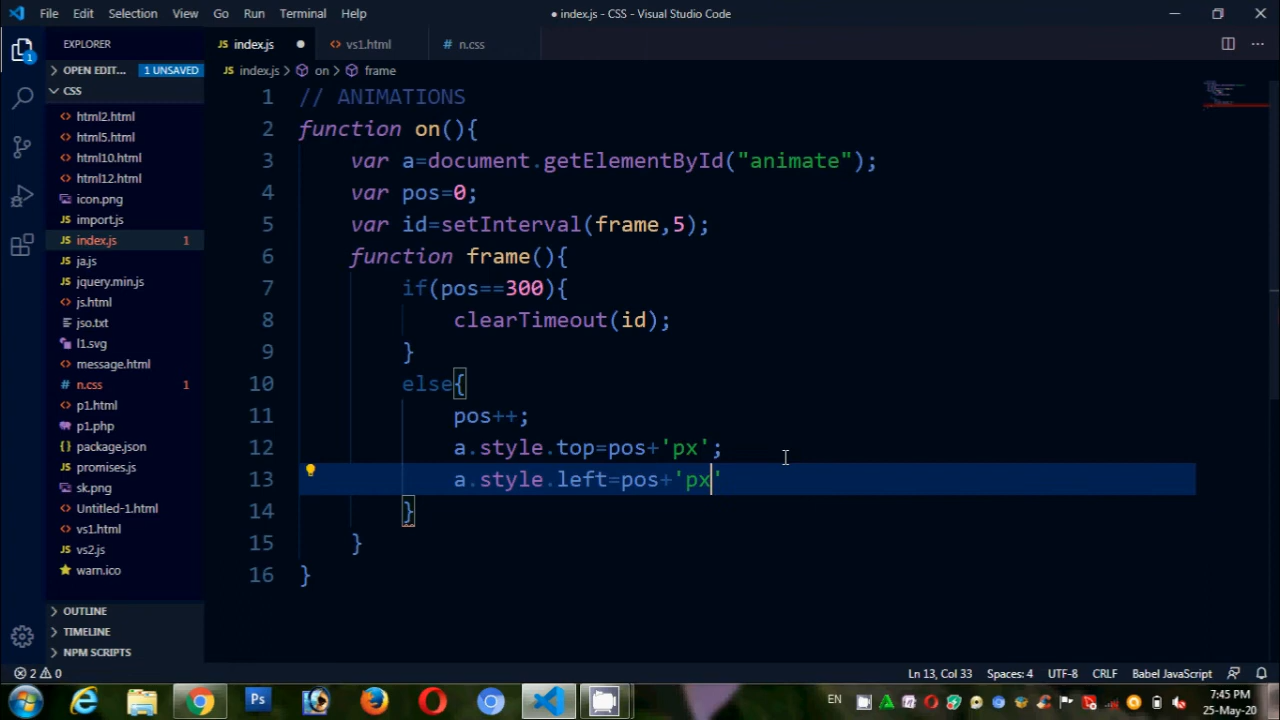 File Edit Selection View Go Run Terminal Help
● index.js - CSS - Visual Studio Code
EXPLORER
index.js ●
vs1.html
n.css
OPEN EDIT... 1 UNSAVED
index.js > on > frame
CSS
html2.html
html5.html
html10.html
html12.html
icon.png
import.js
index.js 1
ja.js
jquery.min.js
js.html
jso.txt
l1.svg
message.html
n.css 1
p1.html
p1.php
package.json
promises.js
sk.png
Untitled-1.html
vs1.html
vs2.js
warn.ico
OUTLINE
TIMELINE
NPM SCRIPTS
1 // ANIMATIONS
2 function on(){
3 var a=document.getElementById("animate");
4 var pos=0;
5 var id=setInterval(frame,5);
6 function frame(){
7 if(pos==300){
8 clearTimeout(id);
9 }
10 else{
11 pos++;
12 a.style.top=pos+'px';
13 a.style.left=pos+'px'
14 }
15 }
16 }
1
2 0
Ln 13, Col 33 Spaces: 4 UTF-8 CRLF Babel JavaScript
Ps
EN
7:45 PM
25-May-20